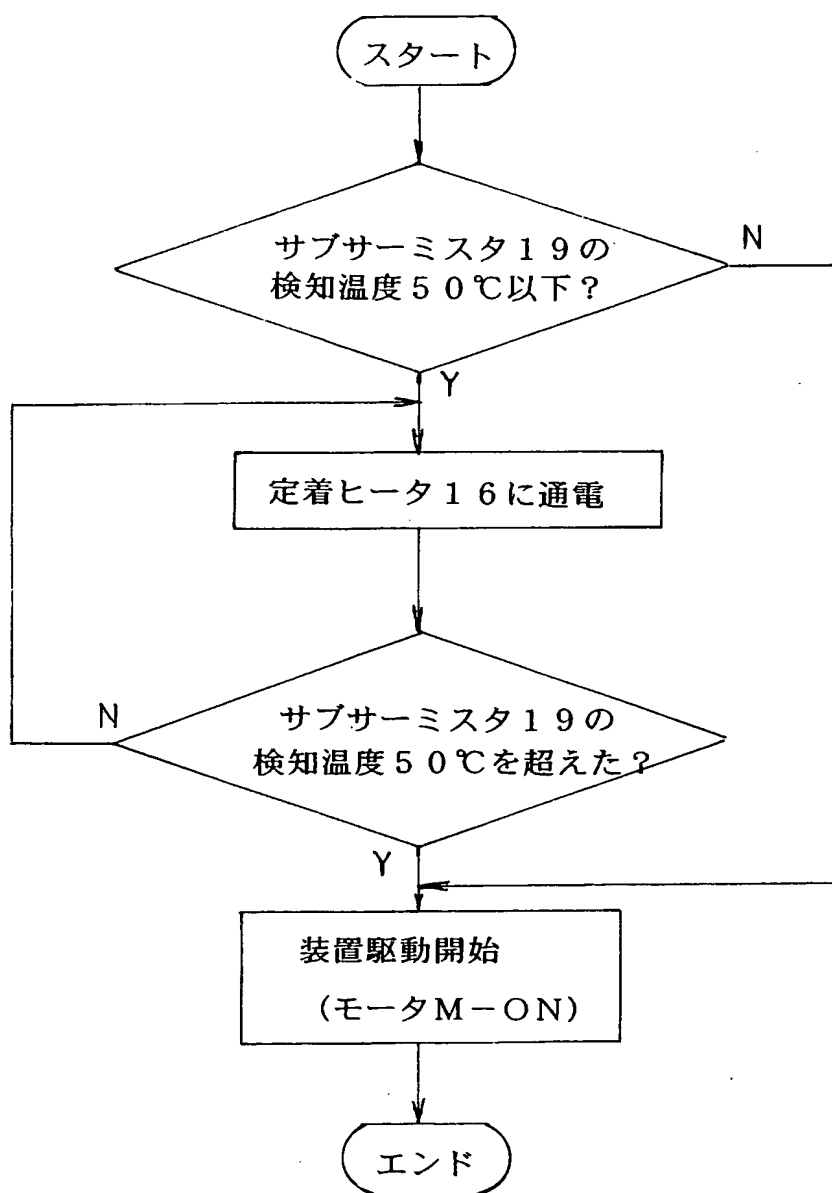 スタート
サブサーミスタ19の
検知温度50℃以下?
N
Y
定着ヒータ16に通電
サブサーミスタ19の
検知温度50℃を超えた?
N
Y
装置駆動開始
(モータM-ON)
エンド